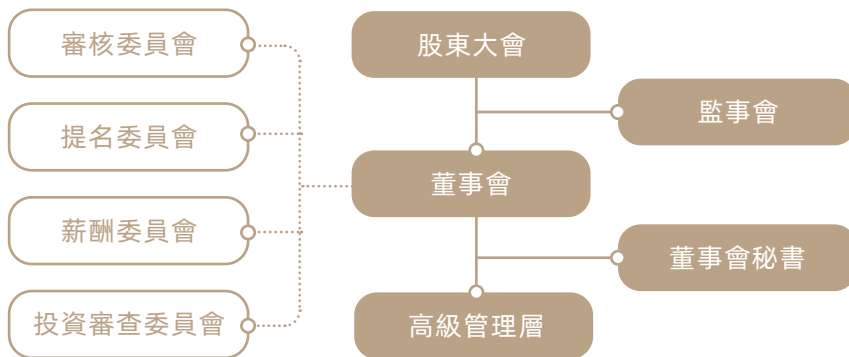 審核委員會
提名委員會
薪酬委員會
投資審查委員會
股東大會
監事會
董事會
董事會秘書
高級管理層